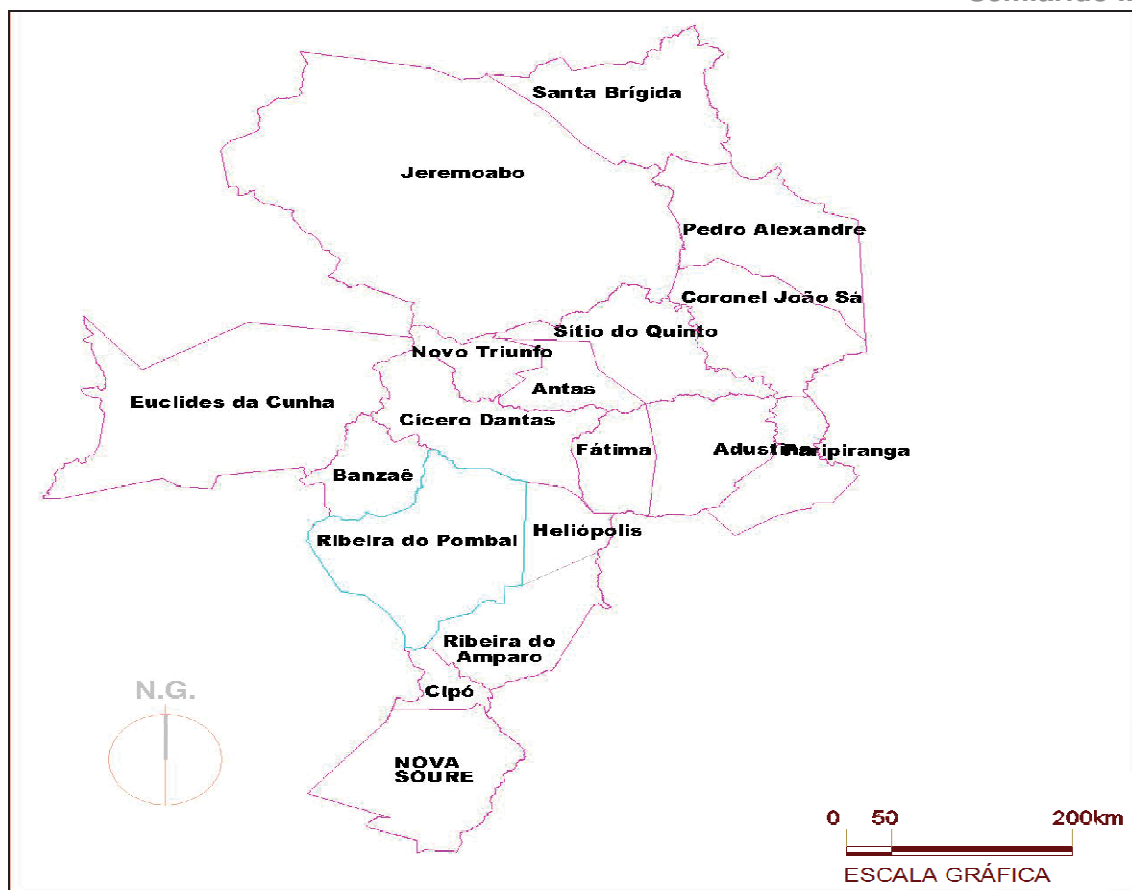 Santa Brígida
Jeremoabo
Pedro Alexandre
Coronel João Sá
Sítio do Quinto
Novo Triunfo
Antas
Euclides da Cunha
Cícero Dantas
Fátima
Adustina
Paripiranga
Banzaê
Heliópolis
Ribeira do Pombal
Ribeira do
Amparo
Cipó
N.G.
NOVA
SOURE
0 50 200km
ESCALA GRÁFICA